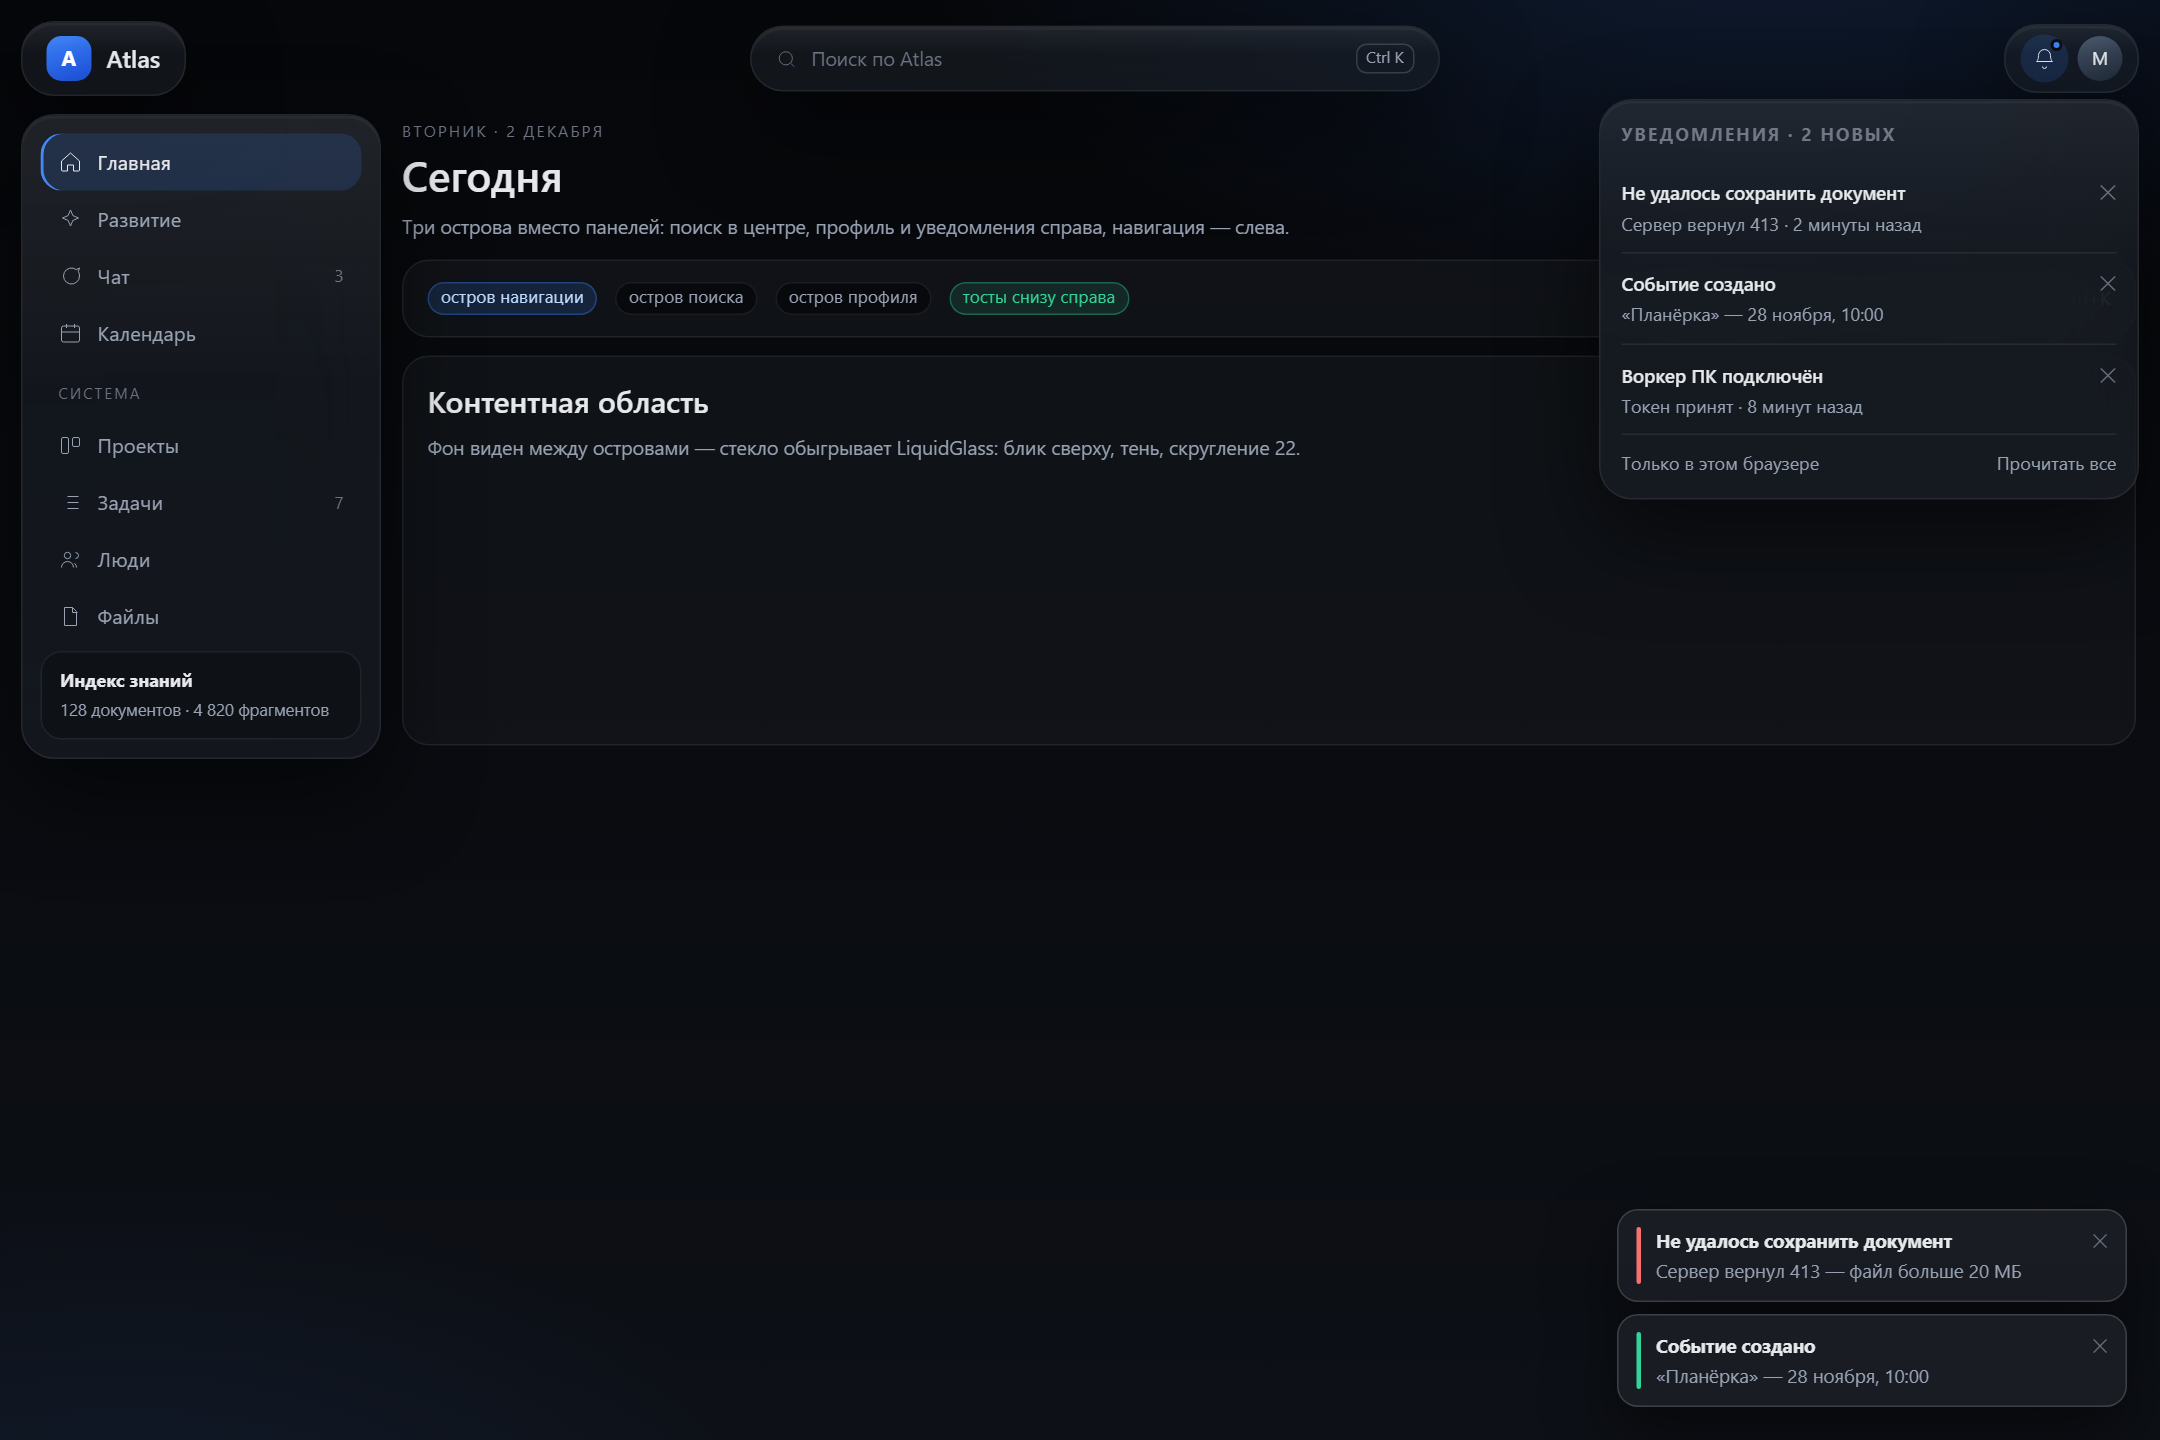 A Atlas
Поиск по Atlas Ctrl K
M
Главная
Развитие
Чат 3
Календарь
СИСТЕМА
Проекты
Задачи 7
Люди
Файлы
Индекс знаний
128 документов · 4 820 фрагментов
ВТОРНИК · 2 ДЕКАБРЯ
Сегодня
Три острова вместо панелей: поиск в центре, профиль и уведомления справа, навигация — слева.
остров навигации остров поиска остров профиля тосты снизу справа
Контентная область
Фон виден между островами — стекло обыгрывает LiquidGlass: блик сверху, тень, скругление 22.
УВЕДОМЛЕНИЯ · 2 НОВЫХ
Не удалось сохранить документ
Сервер вернул 413 · 2 минуты назад
Событие создано
«Планёрка» — 28 ноября, 10:00
Воркер ПК подключён
Токен принят · 8 минут назад
Только в этом браузере Прочитать все
Не удалось сохранить документ
Сервер вернул 413 — файл больше 20 МБ
Событие создано
«Планёрка» — 28 ноября, 10:00